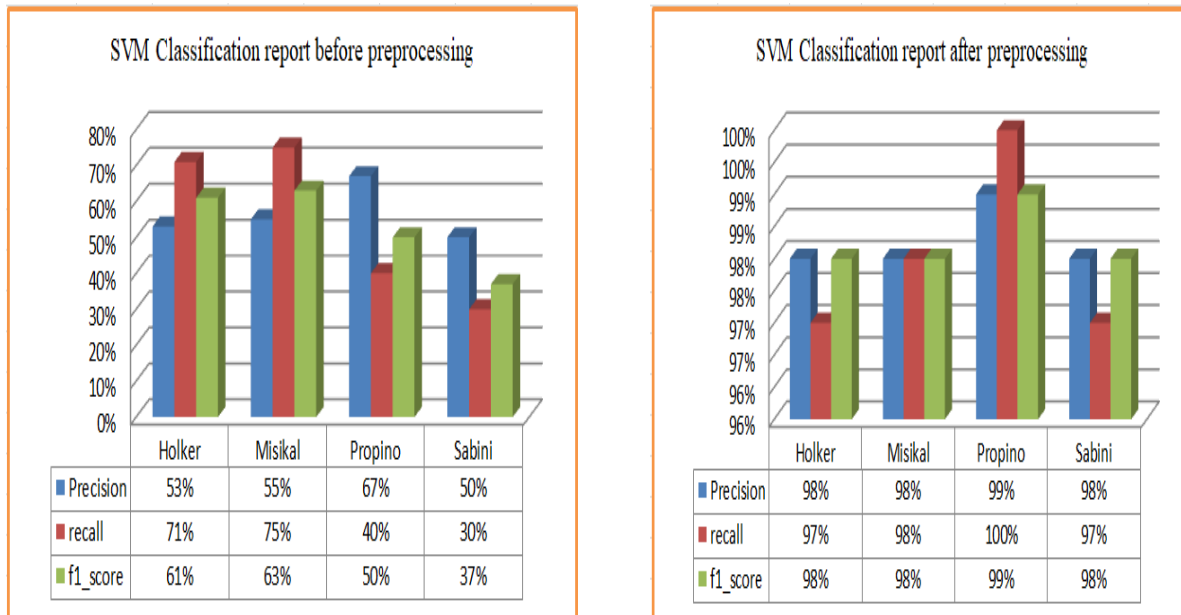 SVM Classification report before preprocessing
80%
70%
60%
50%
40%
30%
20%
10%
0%
Holker Misikal Propino Sabini
Precision 53% 55% 67% 50%
recall 71% 75% 40% 30%
f1_score 61% 63% 50% 37%
SVM Classification report after preprocessing
100%
100%
99%
99%
98%
98%
97%
97%
96%
96%
Holker Misikal Propino Sabini
Precision 98% 98% 99% 98%
recall 97% 98% 100% 97%
f1_score 98% 98% 99% 98%